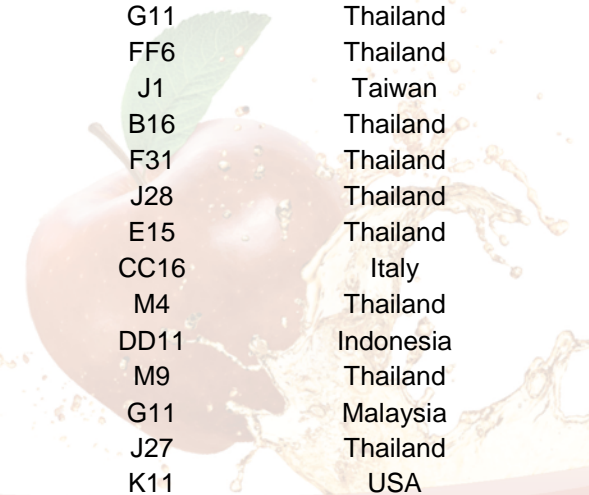 G11 Thailand
FF6 Thailand
J1 Taiwan
B16 Thailand
F31 Thailand
J28 Thailand
E15 Thailand
CC16 Italy
M4 Thailand
DD11 Indonesia
M9 Thailand
G11 Malaysia
J27 Thailand
K11 USA